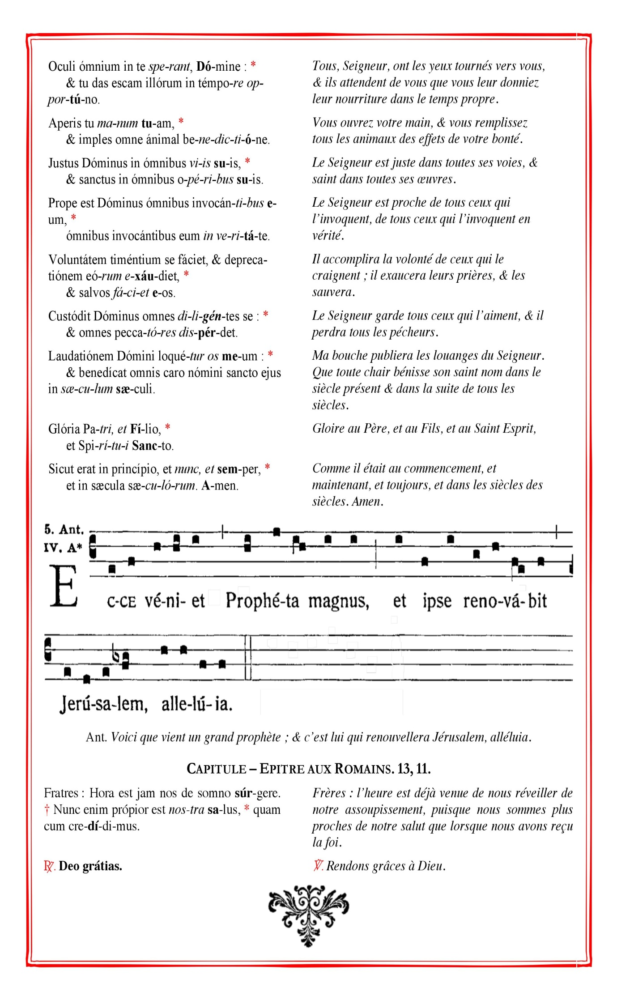 Oculi ómnium in te spe-rant, Dó-mine : *
& tu das escam illórum in témpo-re op-
por-tú-no.
Tous, Seigneur, ont les yeux tournés vers vous,
& ils attendent de vous que vous leur donniez
leur nourriture dans le temps propre.
Aperis tu ma-num tu-am, *
& imples omne ánimal be-ne-dic-ti-ó-ne.
Vous ouvrez votre main, & vous remplissez
tous les animaux des effets de votre bonté.
Justus Dóminus in ómnibus vi-is su-is, *
& sanctus in ómnibus o-pé-ri-bus su-is.
Le Seigneur est juste dans toutes ses voies, &
saint dans toutes ses œuvres.
Prope est Dóminus ómnibus invocán-ti-bus e-
um, *
ómnibus invocántibus eum in ve-ri-tá-te.
Le Seigneur est proche de tous ceux qui
l’invoquent, de tous ceux qui l’invoquent en
vérité.
Voluntátem timéntium se fáciet, & depreca-
tiónem eó-rum e-xáu-diet, *
& salvos fá-ci-et e-os.
Il accomplira la volonté de ceux qui le
craignent ; il exaucera leurs prières, & les
sauvera.
Custódit Dóminus omnes di-li-gén-tes se : *
& omnes pecca-tó-res dis-pér-det.
Le Seigneur garde tous ceux qui l’aiment, & il
perdra tous les pécheurs.
Laudatiónem Dómini loqué-tur os me-um : *
& benedícat omnis caro nómini sancto ejus
in sæ-cu-lum sæ-culi.
Ma bouche publiera les louanges du Seigneur.
Que toute chair bénisse son saint nom dans le
siècle présent & dans la suite de tous les
siècles.
Glória Pa-tri, et Fí-lio, *
et Spi-rí-tu-i Sanc-to.
Gloire au Père, et au Fils, et au Saint Esprit,
Sicut erat in princípio, et nunc, et sem-per, *
et in sæcula sæ-cu-ló-rum. A-men.
Comme il était au commencement, et
maintenant, et toujours, et dans les siècles des
siècles. Amen.
5. Ant.
IV. A*
EC-CE vé-ni- et Prophé-ta magnus, et ipse reno-vá-bit
Jerú-sa-lem, alle-lú-ia.
Ant. Voici que vient un grand prophète ; & c’est lui qui renouvellera Jérusalem, alléluia.
CAPITULE – EPITRE AUX ROMAINS. 13, 11.
Fratres : Hora est jam nos de somno súr-gere.
† Nunc enim própior est nos-tra sa-lus, * quam
cum cre-dí-di-mus.
Frères : l’heure est déjà venue de nous réveiller de
notre assoupissement, puisque nous sommes plus
proches de notre salut que lorsque nous avons reçu
la foi.
℟. Deo grátias.
℣. Rendons grâces à Dieu.